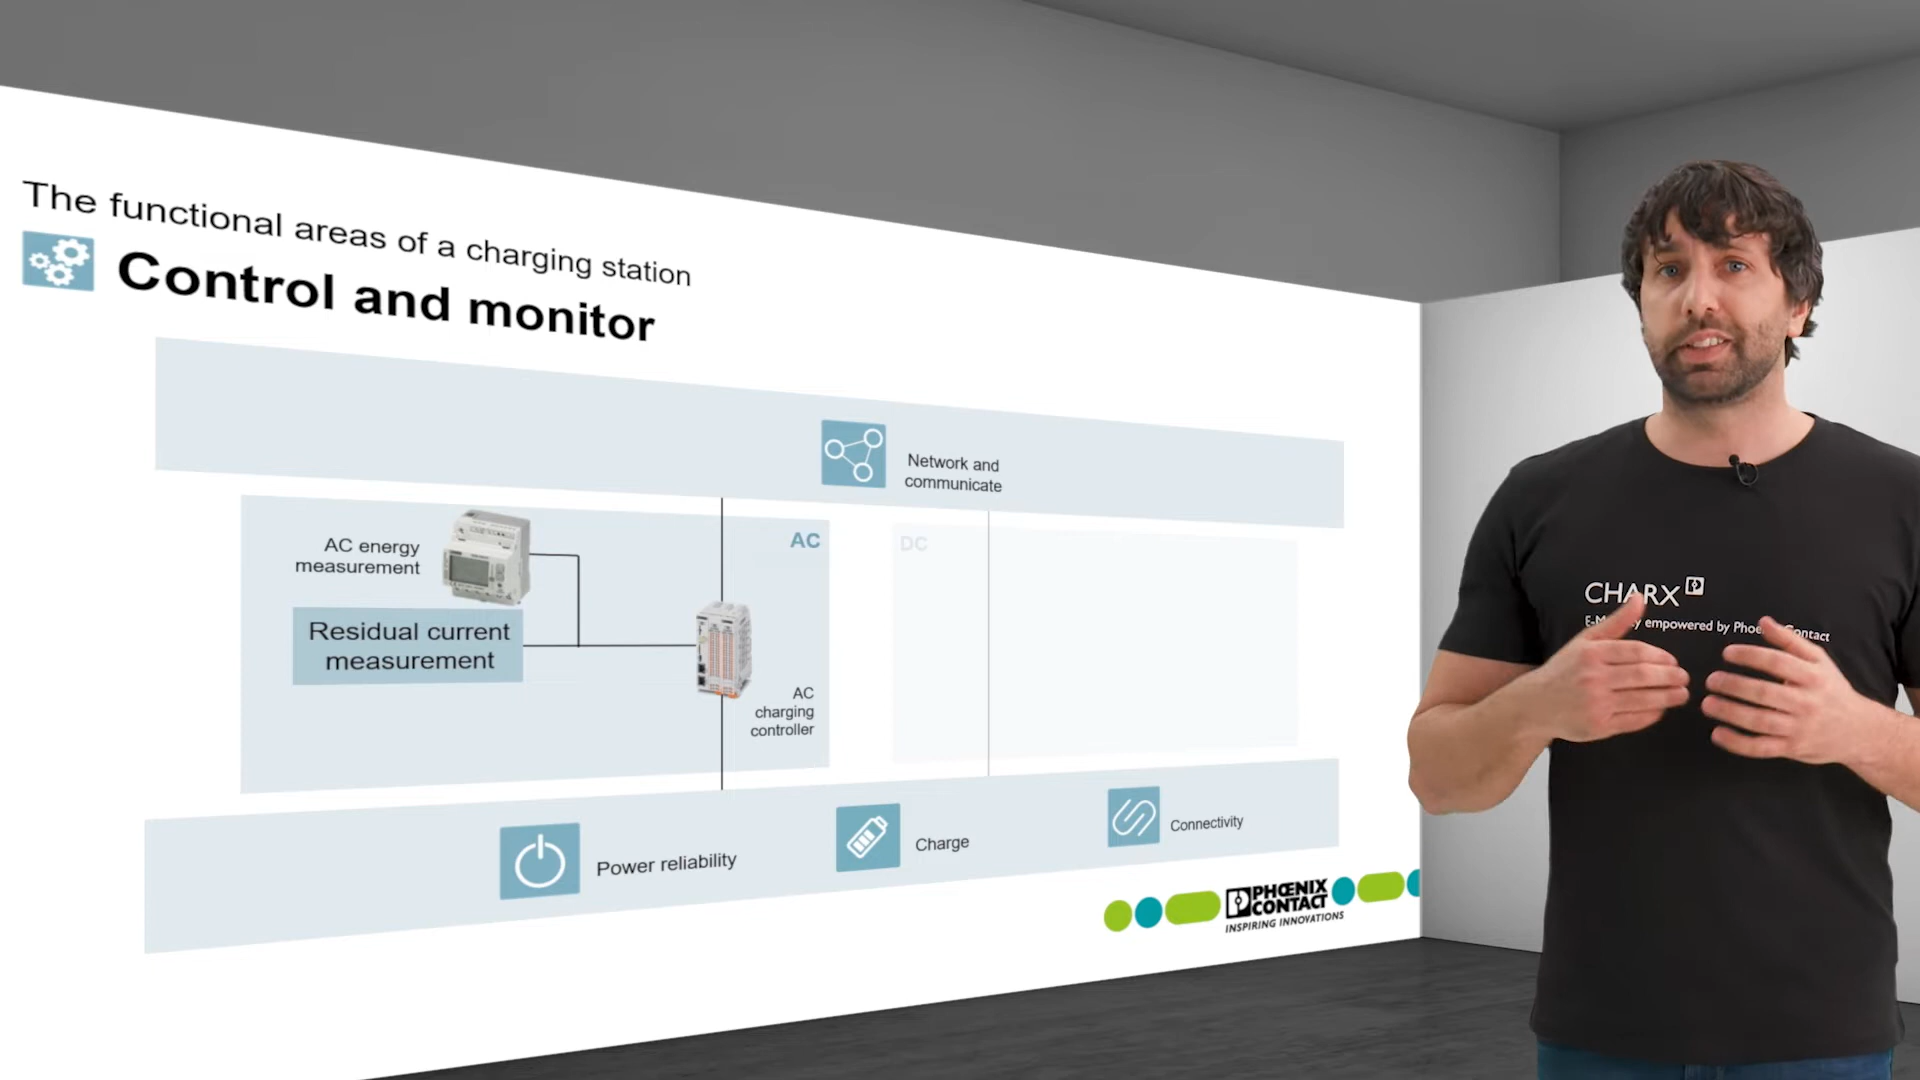 The functional areas of a charging station
Control and monitor
Network and
communicate
AC energy
measurement
AC
DC
Residual current
measurement
AC
charging
controller
Power reliability
Charge
Connectivity
PHŒNIX
CONTACT
INSPIRING INNOVATIONS
CHARX
empowered by